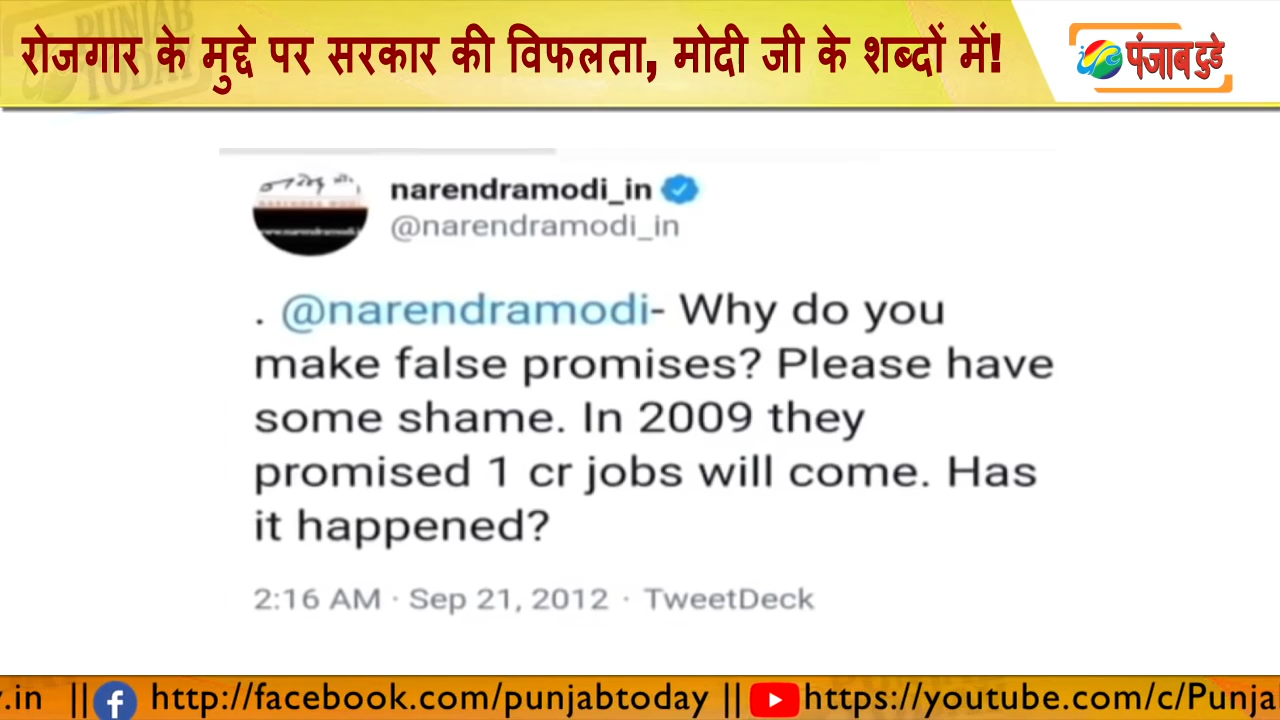 रोजगार के मुद्दे पर सरकार की विफलता, मोदी जी के शब्दों में!
पंजाब टुडे
PUNJAB
TODAY
narendramodi_in
@narendramodi_in
. @narendramodi- Why do you
make false promises? Please have
some shame. In 2009 they
promised 1 cr jobs will come. Has
it happened?
2:16 AM · Sep 21, 2012 · TweetDeck
.in || http://facebook.com/punjabtoday || https://youtube.com/c/Punja